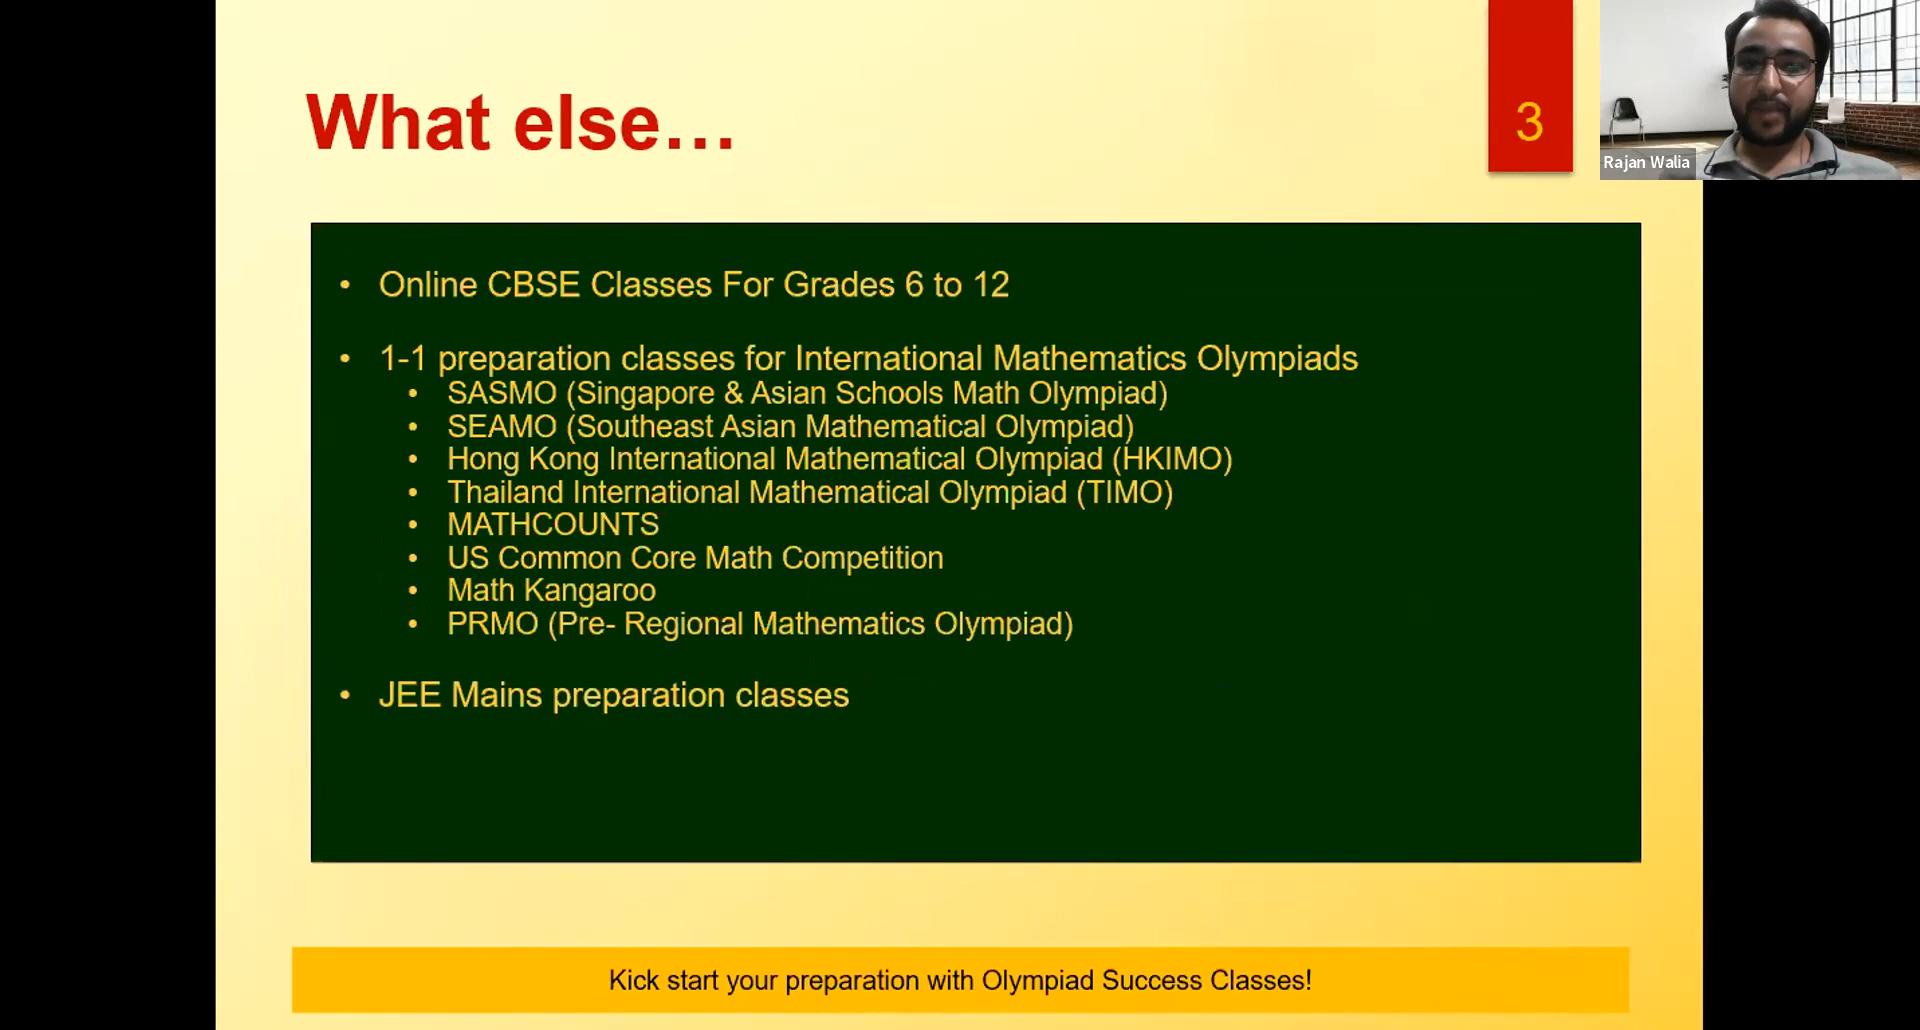 What else...
3
Rajan Walia
• Online CBSE Classes For Grades 6 to 12
• 1-1 preparation classes for International Mathematics Olympiads
• SASMO (Singapore & Asian Schools Math Olympiad)
• SEAMO (Southeast Asian Mathematical Olympiad)
• Hong Kong International Mathematical Olympiad (HKIMO)
• Thailand International Mathematical Olympiad (TIMO)
• MATHCOUNTS
• US Common Core Math Competition
• Math Kangaroo
• PRMO (Pre- Regional Mathematics Olympiad)
• JEE Mains preparation classes
Kick start your preparation with Olympiad Success Classes!